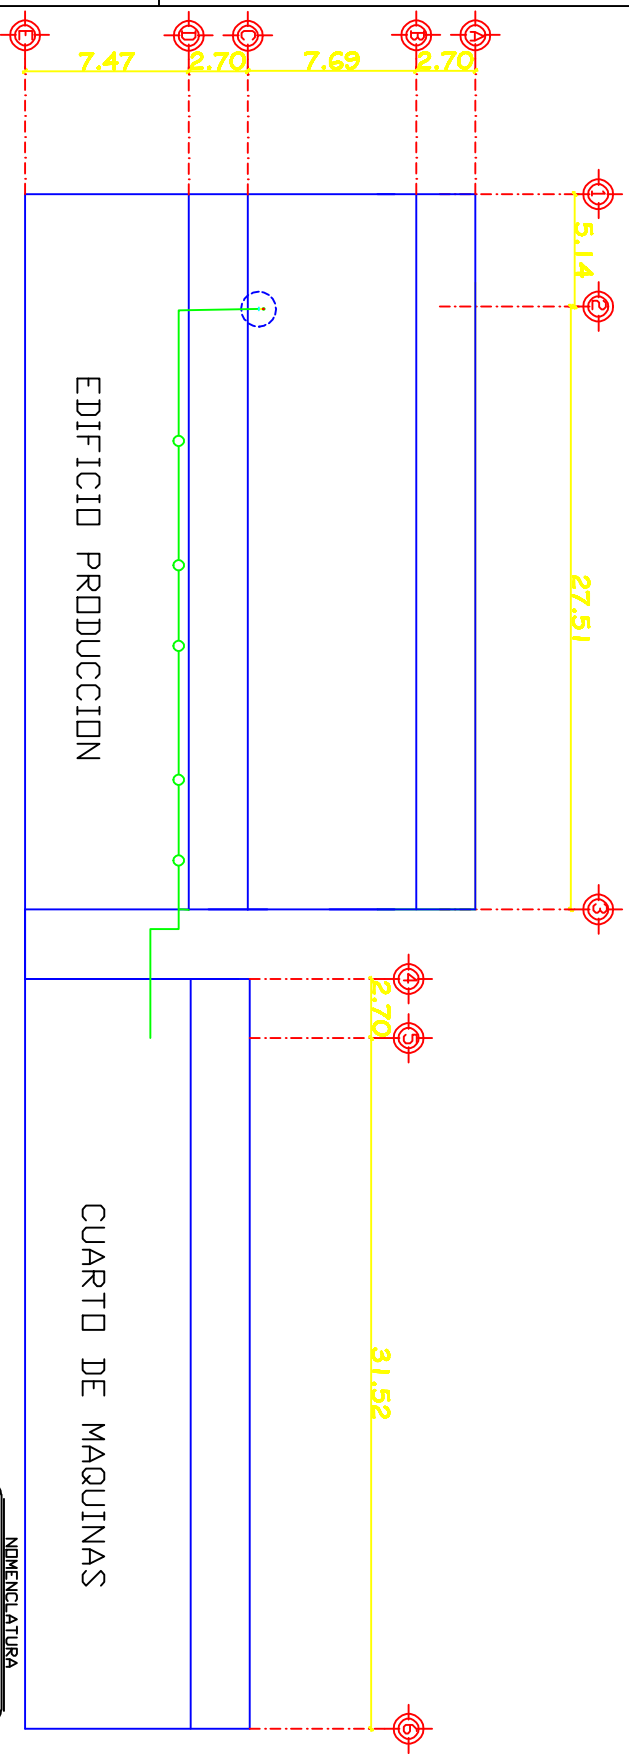 E
D
C
B
A
7.47
2.70
7.69
2.70
1
5.14
2
27.51
3
EDIFICIO PRODUCCION
4
2.70
5
31.52
6
CUARTO DE MAQUINAS
NOMENCLATURA